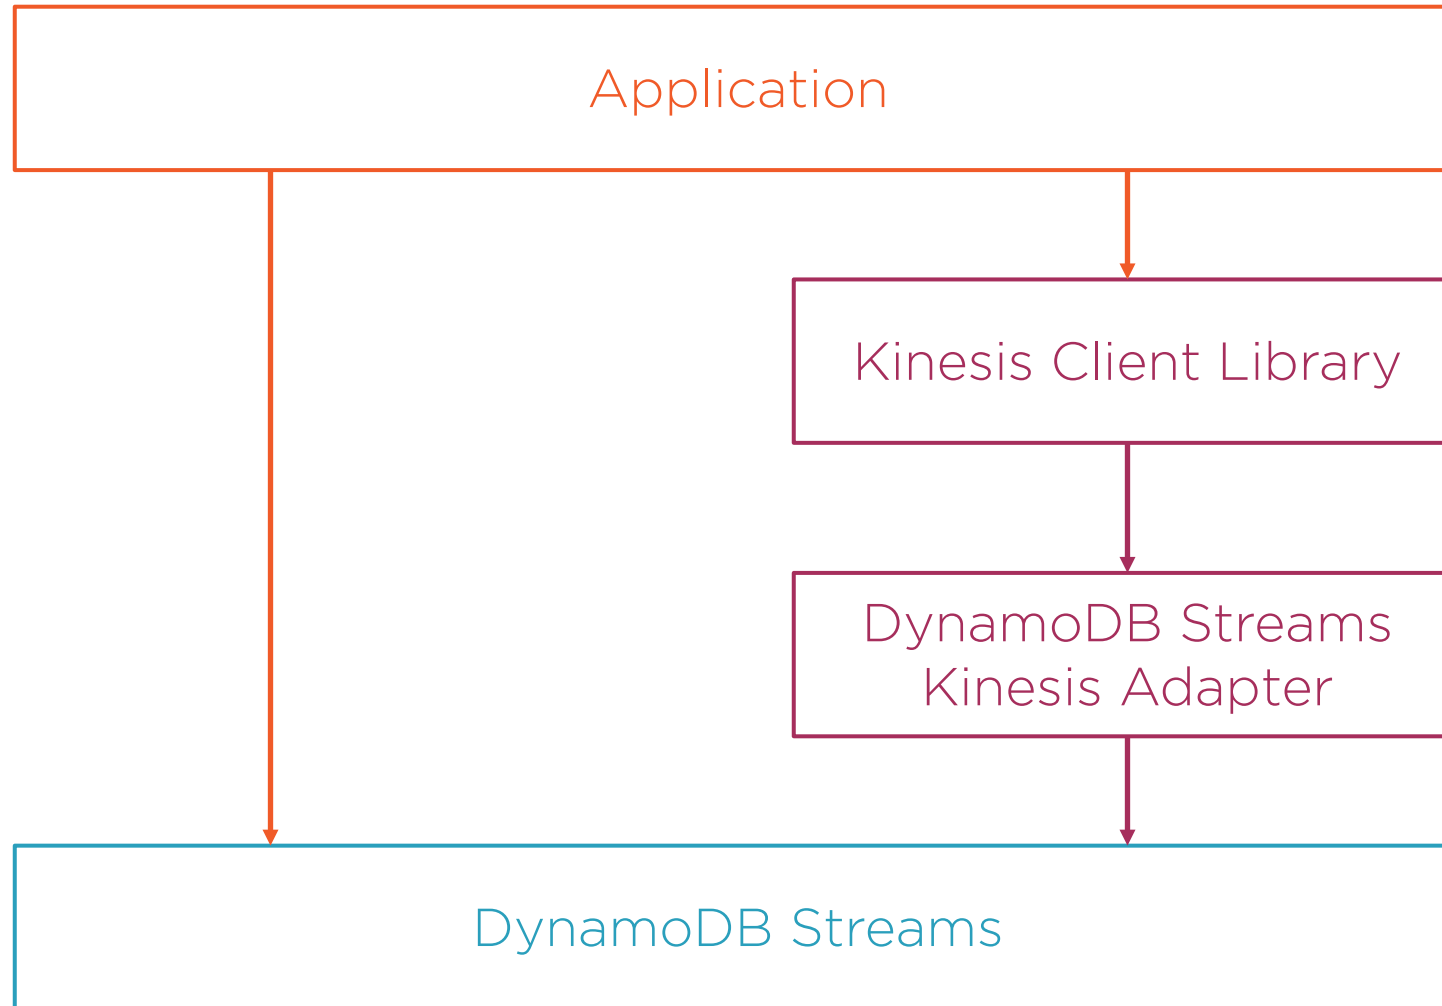 Application
Kinesis Client Library
DynamoDB Streams
Kinesis Adapter
DynamoDB Streams